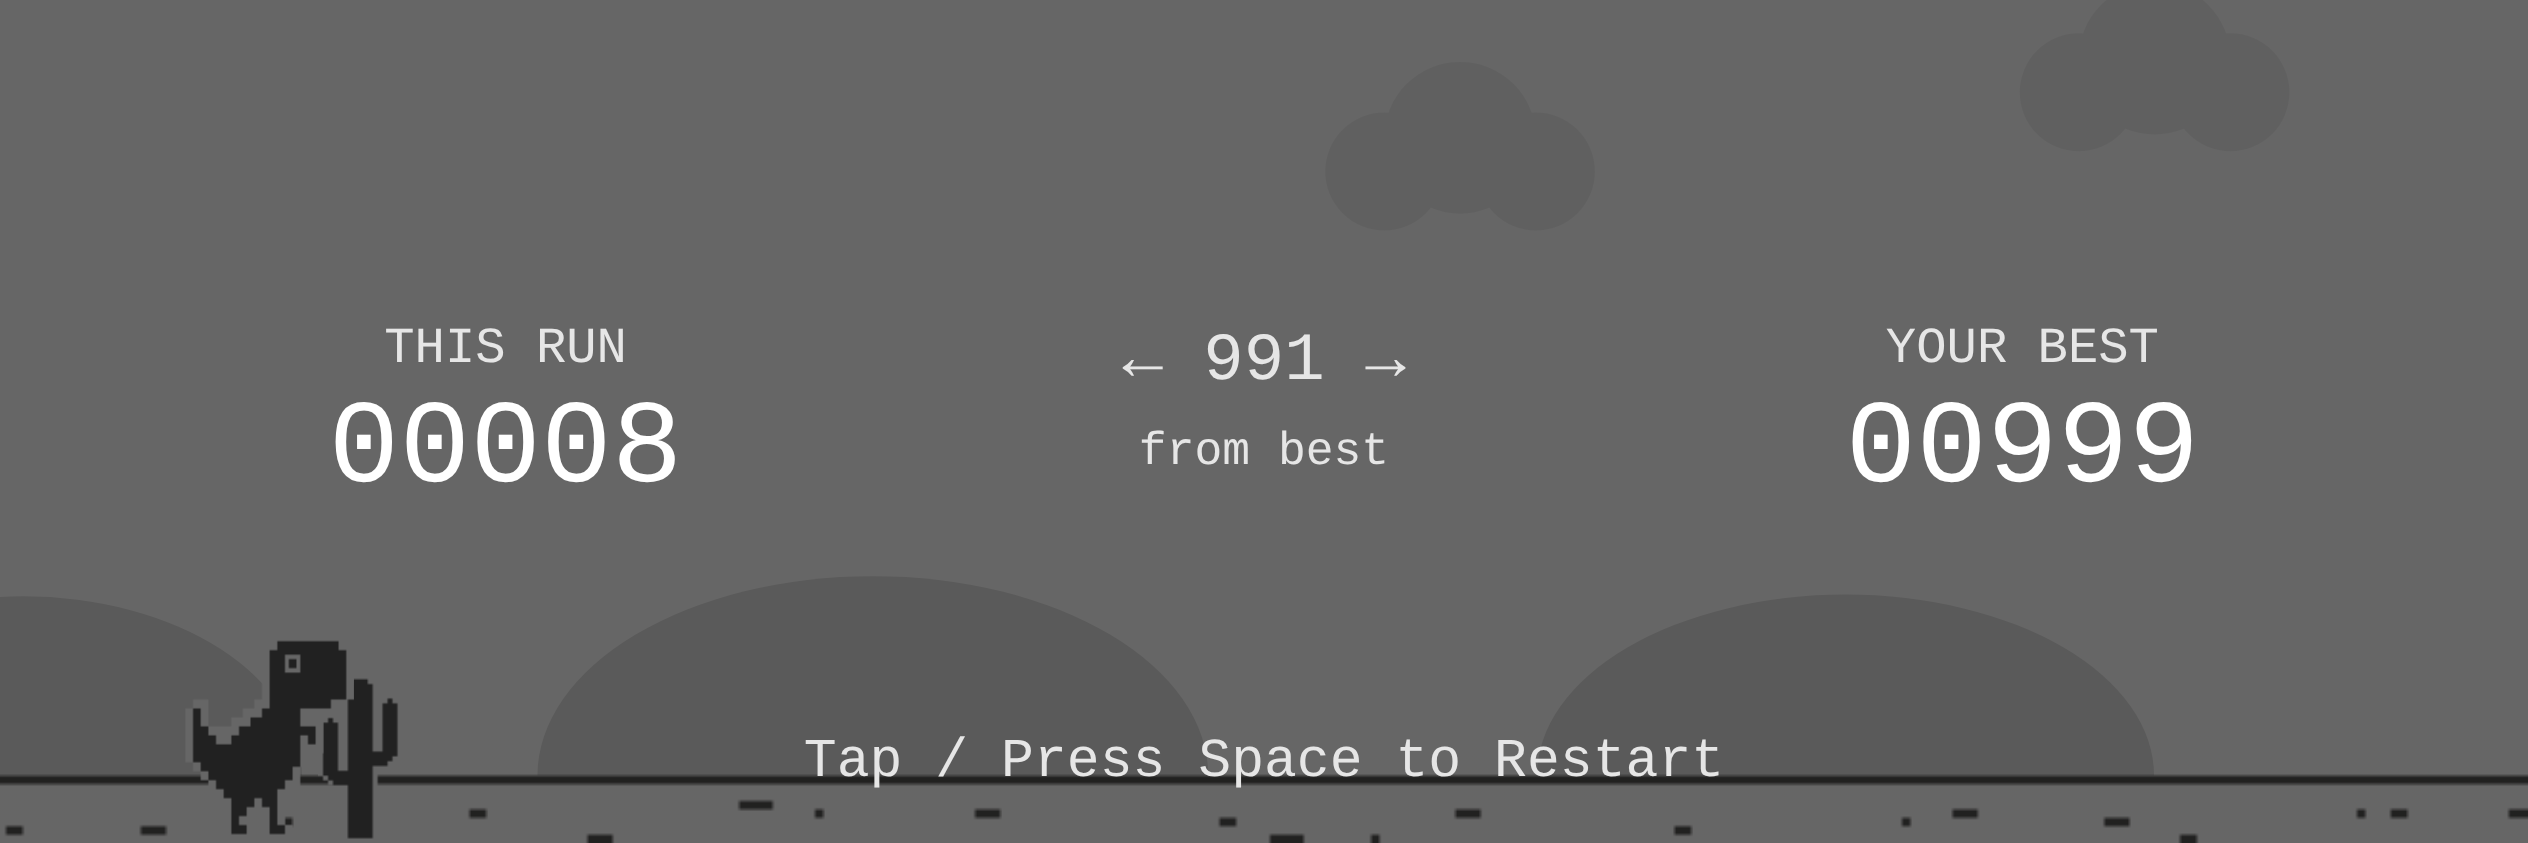 THIS RUN
00008
← 991 →
from best
YOUR BEST
00999
Tap / Press Space to Restart